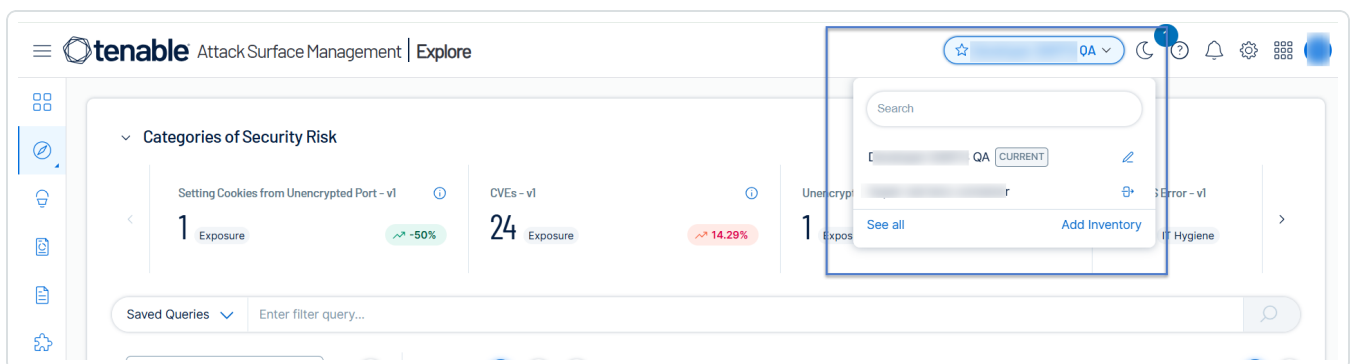 tenable Attack Surface Management | Explore
QA
1
Search
QA CURRENT
See all Add Inventory
Categories of Security Risk
Setting Cookies from Unencrypted Port - v1
1 Exposure -50%
CVEs - v1
24 Exposure 14.29%
1
Error - v1
IT Hygiene
Saved Queries Enter filter query...